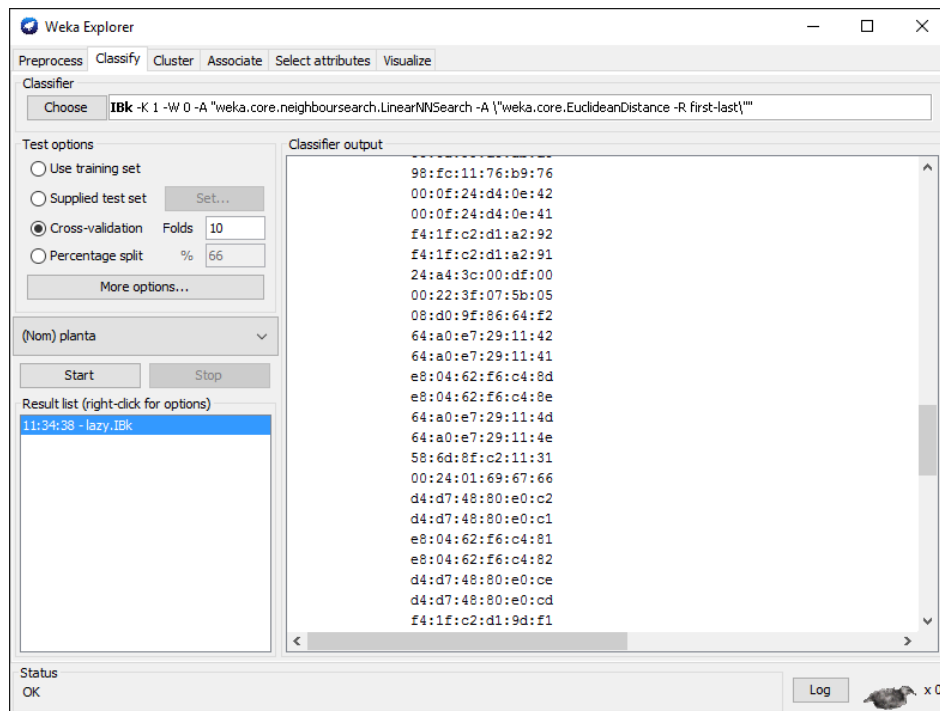 Weka Explorer
Preprocess Classify Cluster Associate Select attributes Visualize
Classifier
Choose IBk -K 1 -W 0 -A "weka.core.neighboursearch.LinearNNSearch -A \"weka.core.EuclideanDistance -R first-last\""
Test options
Use training set
Supplied test set Set...
Cross-validation Folds 10
Percentage split % 66
More options...
(Nom) planta
Start Stop
Result list (right-click for options)
11:34:38 - lazy.IBk
Classifier output
98:fc:11:76:b9:76
00:0f:24:d4:0e:42
00:0f:24:d4:0e:41
f4:1f:c2:d1:a2:92
f4:1f:c2:d1:a2:91
24:a4:3c:00:df:00
00:22:3f:07:5b:05
08:d0:9f:86:64:f2
64:a0:e7:29:11:42
64:a0:e7:29:11:41
e8:04:62:f6:c4:8d
e8:04:62:f6:c4:8e
64:a0:e7:29:11:4d
64:a0:e7:29:11:4e
58:6d:8f:c2:11:31
00:24:01:69:67:66
d4:d7:48:80:e0:c2
d4:d7:48:80:e0:c1
e8:04:62:f6:c4:81
e8:04:62:f6:c4:82
d4:d7:48:80:e0:ce
d4:d7:48:80:e0:cd
f4:1f:c2:d1:9d:f1
Status
OK
Log x 0